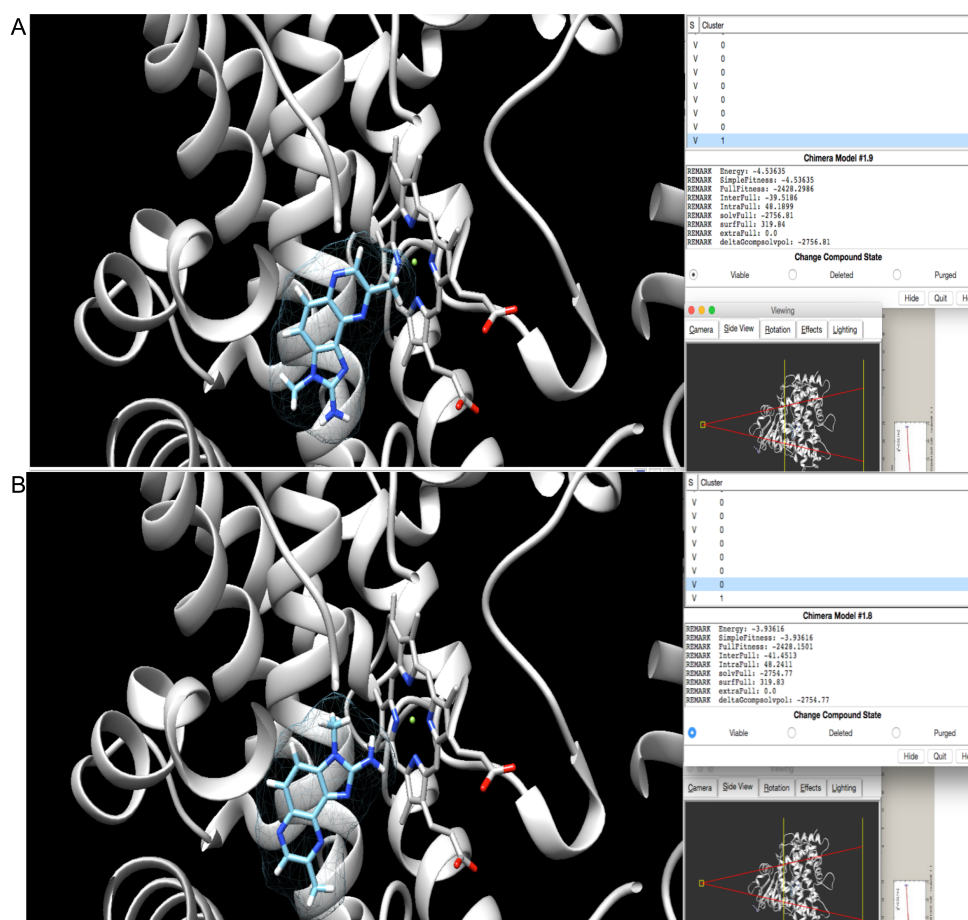 A
S Cluster
V 0
V 0
V 0
V 0
V 0
V 0
V 0
V 1
Chimera Model #1.9
REMARK Energy: -4.53635
REMARK SimpleFitness: -4.53635
REMARK FullFitness: -2428.2986
REMARK InterFull: -39.5186
REMARK IntraFull: 48.1899
REMARK solvFull: -2756.81
REMARK surfFull: 319.84
REMARK extraFull: 0.0
REMARK deltaGcompsolvpol: -2756.81
Change Compound State
Viable Deleted Purged
Hide Quit He
Viewing
Camera Side View Rotation Effects Lighting
B
S Cluster
V 0
V 0
V 0
V 0
V 0
V 0
V 0
V 1
Chimera Model #1.8
REMARK Energy: -3.93616
REMARK SimpleFitness: -3.93616
REMARK FullFitness: -2428.1501
REMARK InterFull: -41.4513
REMARK IntraFull: 48.2411
REMARK solvFull: -2754.77
REMARK surfFull: 319.83
REMARK extraFull: 0.0
REMARK deltaGcompsolvpol: -2754.77
Change Compound State
Viable Deleted Purged
Hide Quit He
Viewing
Camera Side View Rotation Effects Lighting